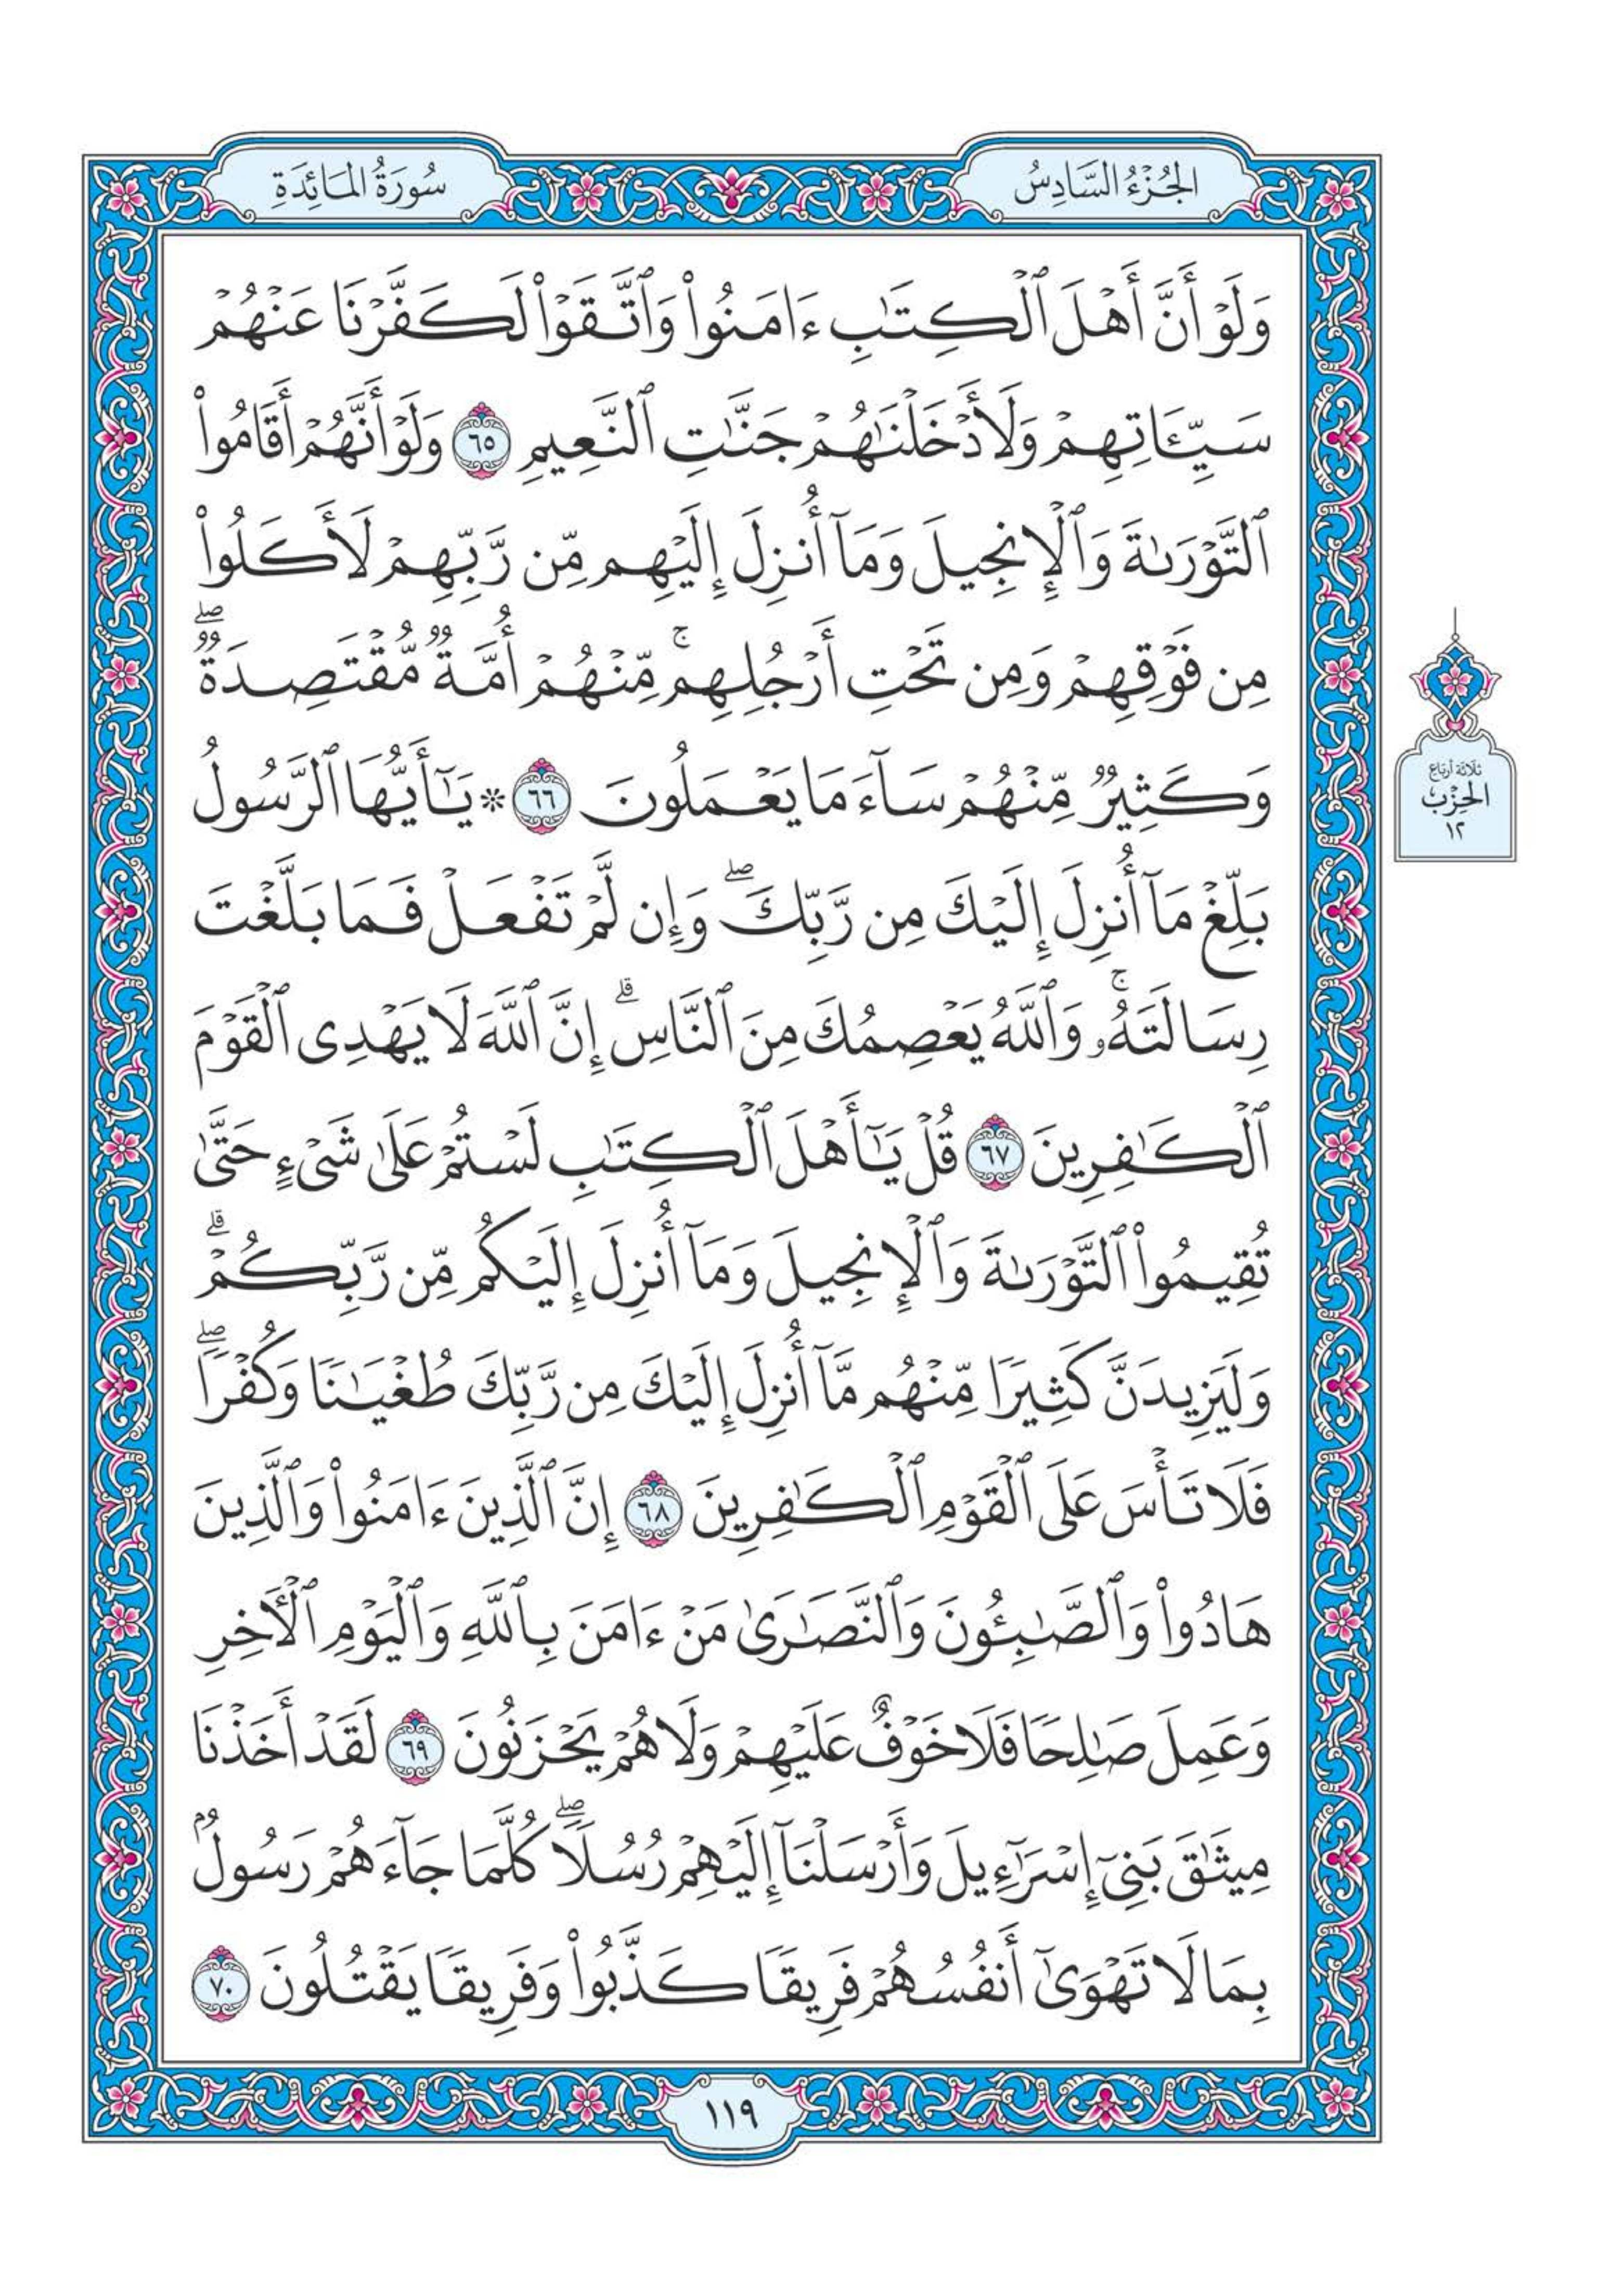 الجُزْءُ السَّادِسُ
سُورَةُ المَائِدَةِ
وَلَوْ أَنَّ أَهْلَ ٱلْكِتَٰبِ ءَامَنُوا۟ وَٱتَّقَوْا۟ لَكَفَّرْنَا عَنْهُمْ
سَيِّـَٔاتِهِمْ وَلَأَدْخَلْنَٰهُمْ جَنَّٰتِ ٱلنَّعِيمِ ٦٥ وَلَوْ أَنَّهُمْ أَقَامُوا۟
ٱلتَّوْرَىٰةَ وَٱلْإِنجِيلَ وَمَآ أُنزِلَ إِلَيْهِم مِّن رَّبِّهِمْ لَأَكَلُوا۟
مِن فَوْقِهِمْ وَمِن تَحْتِ أَرْجُلِهِمۚ مِّنْهُمْ أُمَّةٌ مُّقْتَصِدَةٌۖ
وَكَثِيرٌ مِّنْهُمْ سَآءَ مَا يَعْمَلُونَ ٦٦ * يَٰٓأَيُّهَا ٱلرَّسُولُ
بَلِّغْ مَآ أُنزِلَ إِلَيْكَ مِن رَّبِّكَۖ وَإِن لَّمْ تَفْعَلْ فَمَا بَلَّغْتَ
رِسَالَتَهُۥۚ وَٱللَّهُ يَعْصِمُكَ مِنَ ٱلنَّاسِۗ إِنَّ ٱللَّهَ لَا يَهْدِى ٱلْقَوْمَ
ٱلْكَٰفِرِينَ ٦٧ قُلْ يَٰٓأَهْلَ ٱلْكِتَٰبِ لَسْتُمْ عَلَىٰ شَىْءٍ حَتَّىٰ
تُقِيمُوا۟ ٱلتَّوْرَىٰةَ وَٱلْإِنجِيلَ وَمَآ أُنزِلَ إِلَيْكُم مِّن رَّبِّكُمْۗ
وَلَيَزِيدَنَّ كَثِيرًا مِّنْهُم مَّآ أُنزِلَ إِلَيْكَ مِن رَّبِّكَ طُغْيَٰنًا وَكُفْرًاۖ
فَلَا تَأْسَ عَلَى ٱلْقَوْمِ ٱلْكَٰفِرِينَ ٦٨ إِنَّ ٱلَّذِينَ ءَامَنُوا۟ وَٱلَّذِينَ
هَادُوا۟ وَٱلصَّٰبِـُٔونَ وَٱلنَّصَٰرَىٰ مَنْ ءَامَنَ بِٱللَّهِ وَٱلْيَوْمِ ٱلْـَٔاخِرِ
وَعَمِلَ صَٰلِحًا فَلَا خَوْفٌ عَلَيْهِمْ وَلَا هُمْ يَحْزَنُونَ ٦٩ لَقَدْ أَخَذْنَا
مِيثَٰقَ بَنِىٓ إِسْرَٰٓءِيلَ وَأَرْسَلْنَآ إِلَيْهِمْ رُسُلًاۖ كُلَّمَا جَآءَهُمْ رَسُولٌۢ
بِمَا لَا تَهْوَىٰٓ أَنفُسُهُمْ فَرِيقًا كَذَّبُوا۟ وَفَرِيقًا يَقْتُلُونَ ٧٠
ثلاثة أرباع
الحزب
١٢
١١٩